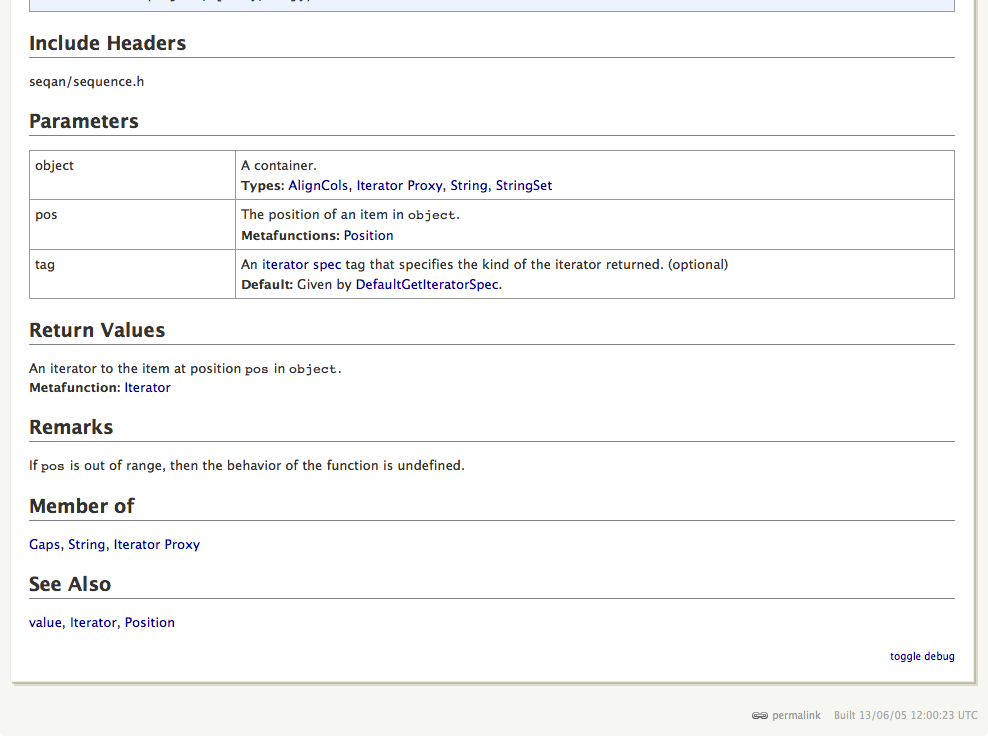 Include Headers
seqan/sequence.h
Parameters
object
A container.
Types: AlignCols, Iterator Proxy, String, StringSet
pos
The position of an item in object.
Metafunctions: Position
tag
An iterator spec tag that specifies the kind of the iterator returned. (optional)
Default: Given by DefaultGetIteratorSpec.
Return Values
An iterator to the item at position pos in object.
Metafunction: Iterator
Remarks
If pos is out of range, then the behavior of the function is undefined.
Member of
Gaps, String, Iterator Proxy
See Also
value, Iterator, Position
toggle debug
permalink Built 13/06/05 12:00:23 UTC